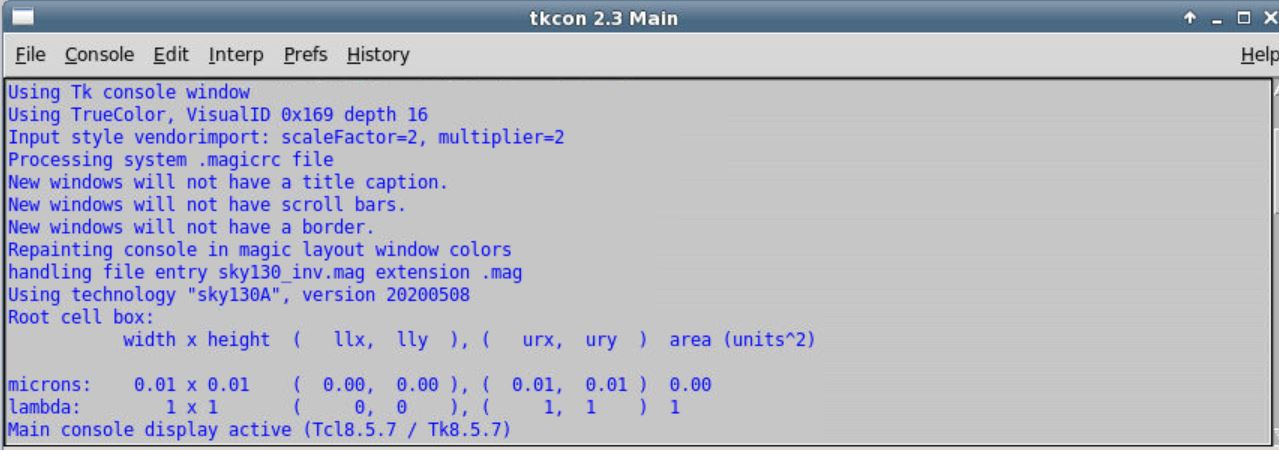 tkcon 2.3 Main
File Console Edit Interp Prefs History Help
Using Tk console window
Using TrueColor, VisualID 0x169 depth 16
Input style vendorimport: scaleFactor=2, multiplier=2
Processing system .magicrc file
New windows will not have a title caption.
New windows will not have scroll bars.
New windows will not have a border.
Repainting console in magic layout window colors
handling file entry sky130_inv.mag extension .mag
Using technology "sky130A", version 20200508
Root cell box:
width x height ( llx, lly ), ( urx, ury ) area (units^2)
microns: 0.01 x 0.01 ( 0.00, 0.00 ), ( 0.01, 0.01 ) 0.00
lambda: 1 x 1 ( 0, 0 ), ( 1, 1 ) 1
Main console display active (Tcl8.5.7 / Tk8.5.7)